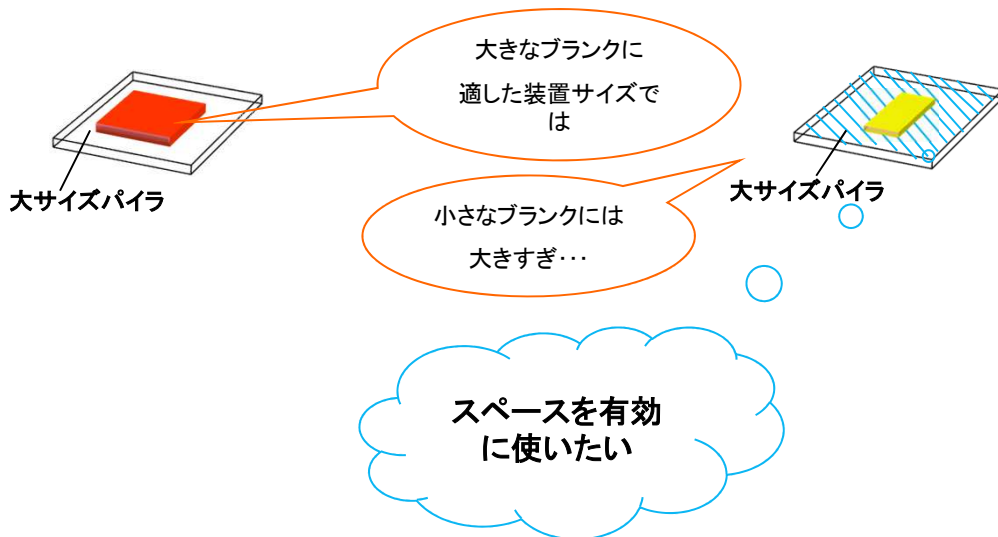 大きなブランクに
適した装置サイズで
は
大サイズパイラ
大サイズパイラ
小さなブランクには
大きすぎ･･･
スペースを有効
に使いたい